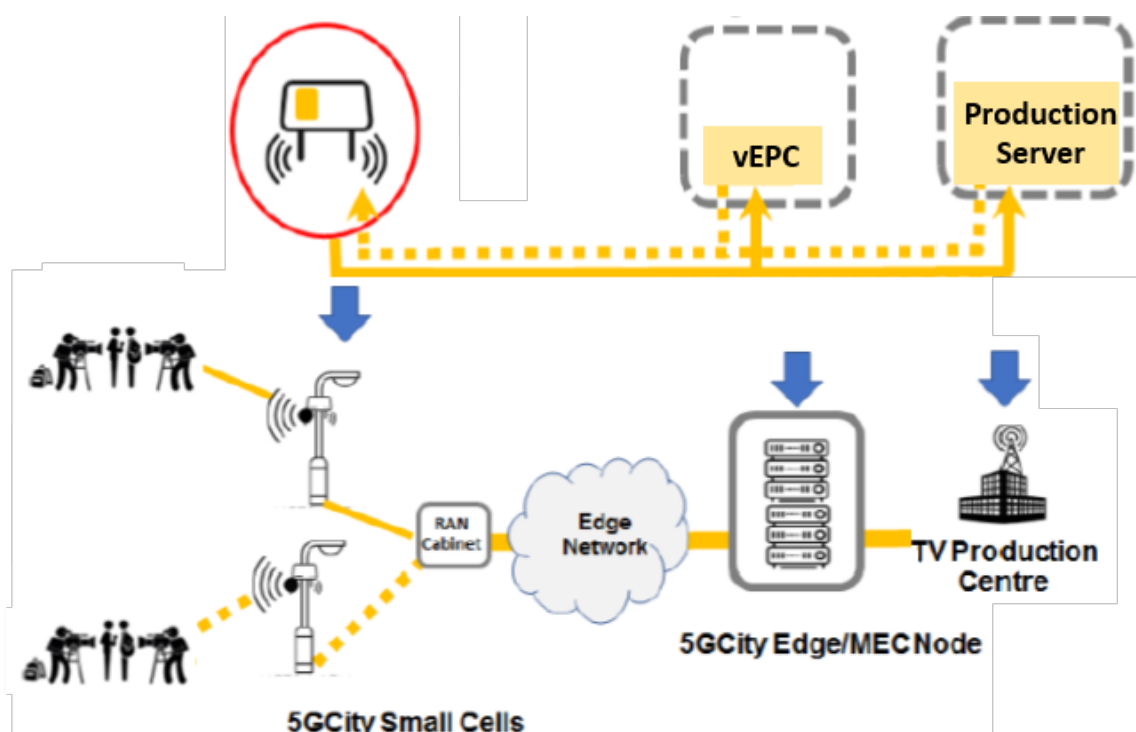 vEPC
Production
Server
RAN
Cabinet
Edge
Network
TV Production
Centre
5GCity Edge/MEC Node
5GCity Small Cells